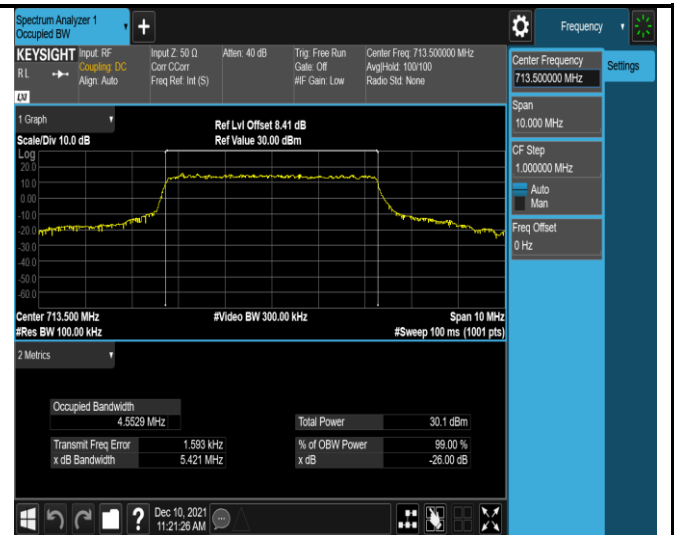 Spectrum Analyzer 1
Occupied BW
Frequency
KEYSIGHT
Input: RF
Coupling: DC
Align: Auto
Input Z: 50 Ω
Corr CCorr
Freq Ref: Int (S)
Atten: 40 dB
Trig: Free Run
Gate: Off
#IF Gain: Low
Center Freq: 713.500000 MHz
Avg|Hold: 100/100
Radio Std: None
R L
LXI
Center Frequency
713.500000 MHz
Settings
Span
10.000 MHz
CF Step
1.000000 MHz
Auto
Man
Freq Offset
0 Hz
1 Graph
Scale/Div 10.0 dB
Ref Lvl Offset 8.41 dB
Ref Value 30.00 dBm
Log
20.0
10.0
0.00
-10.0
-20.0
-30.0
-40.0
-50.0
-60.0
Center 713.500 MHz
#Video BW 300.00 kHz
Span 10 MHz
#Res BW 100.00 kHz
#Sweep 100 ms (1001 pts)
2 Metrics
Occupied Bandwidth
4.5529 MHz
Total Power 30.1 dBm
Transmit Freq Error 1.593 kHz
% of OBW Power 99.00 %
x dB Bandwidth 5.421 MHz
x dB -26.00 dB
Dec 10, 2021
11:21:26 AM